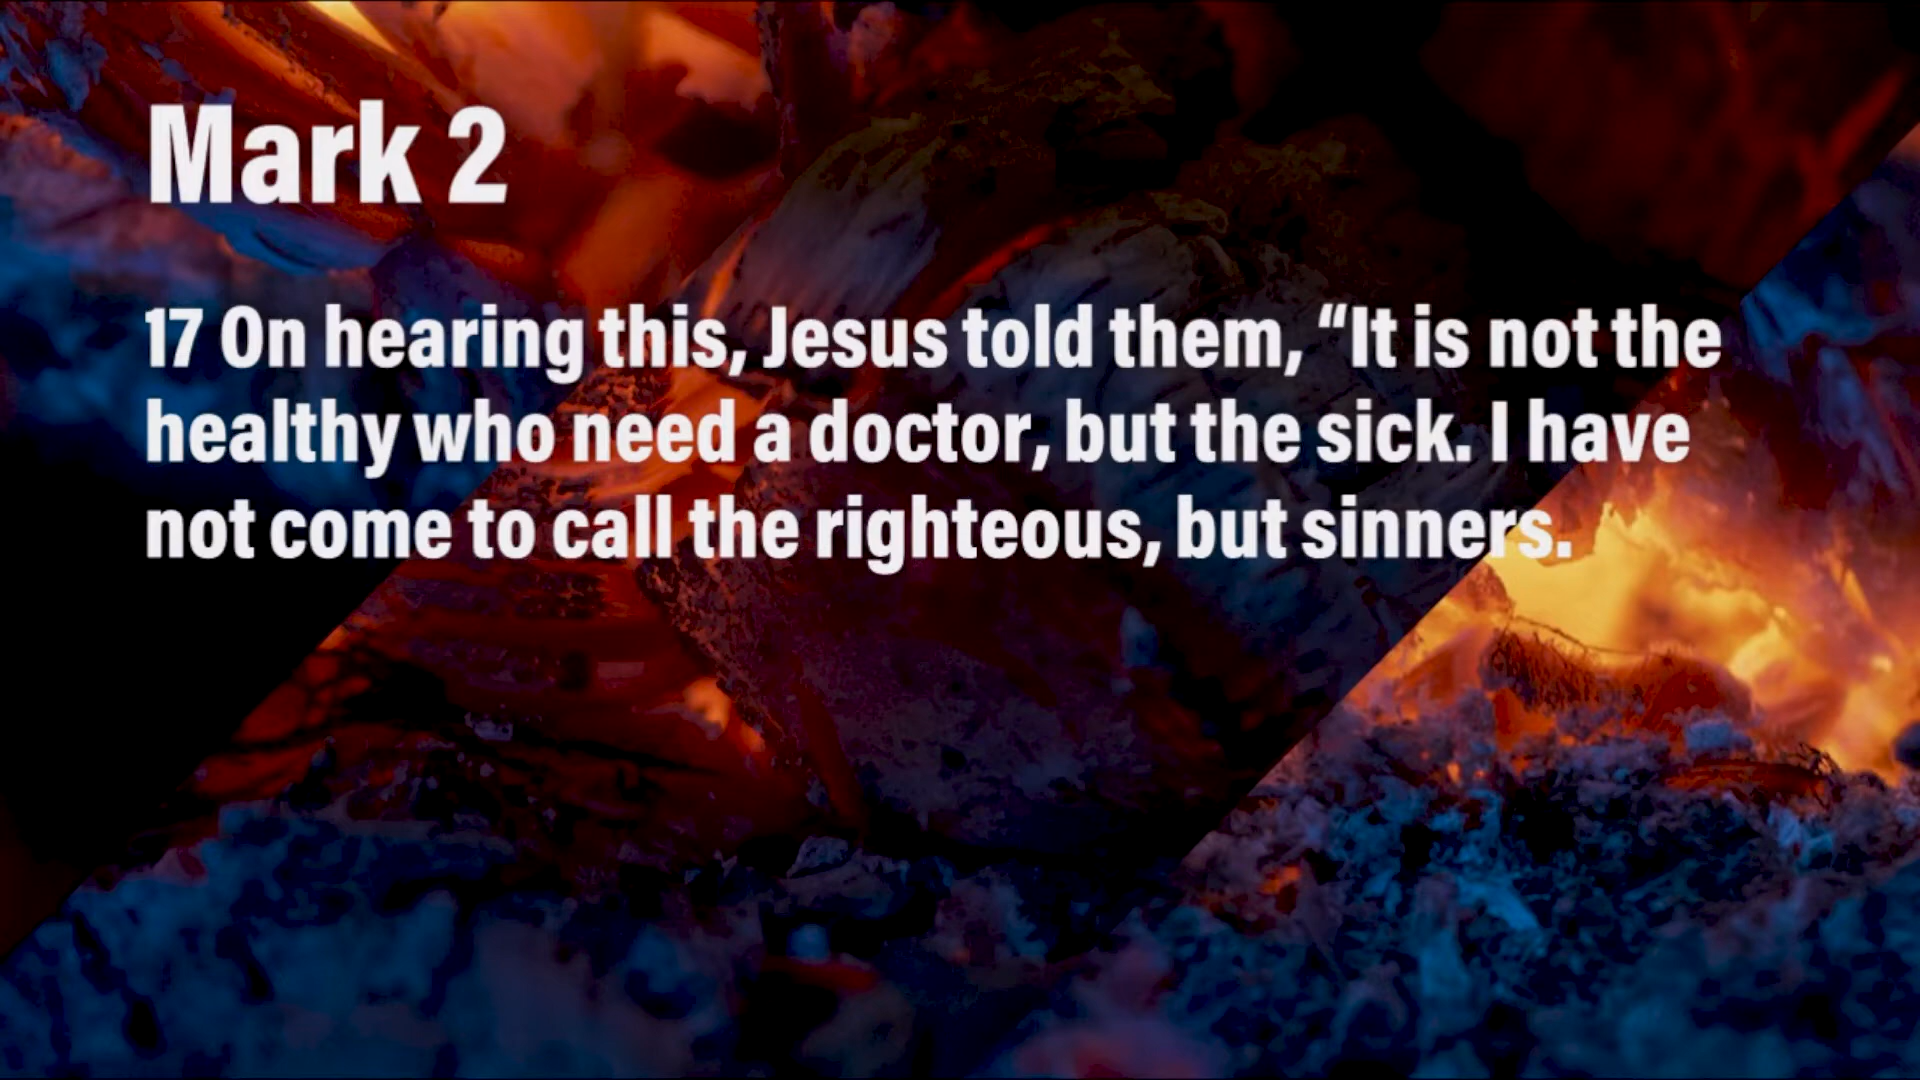 Mark 2
17 On hearing this, Jesus told them, “It is not the
healthy who need a doctor, but the sick. I have
not come to call the righteous, but sinners.